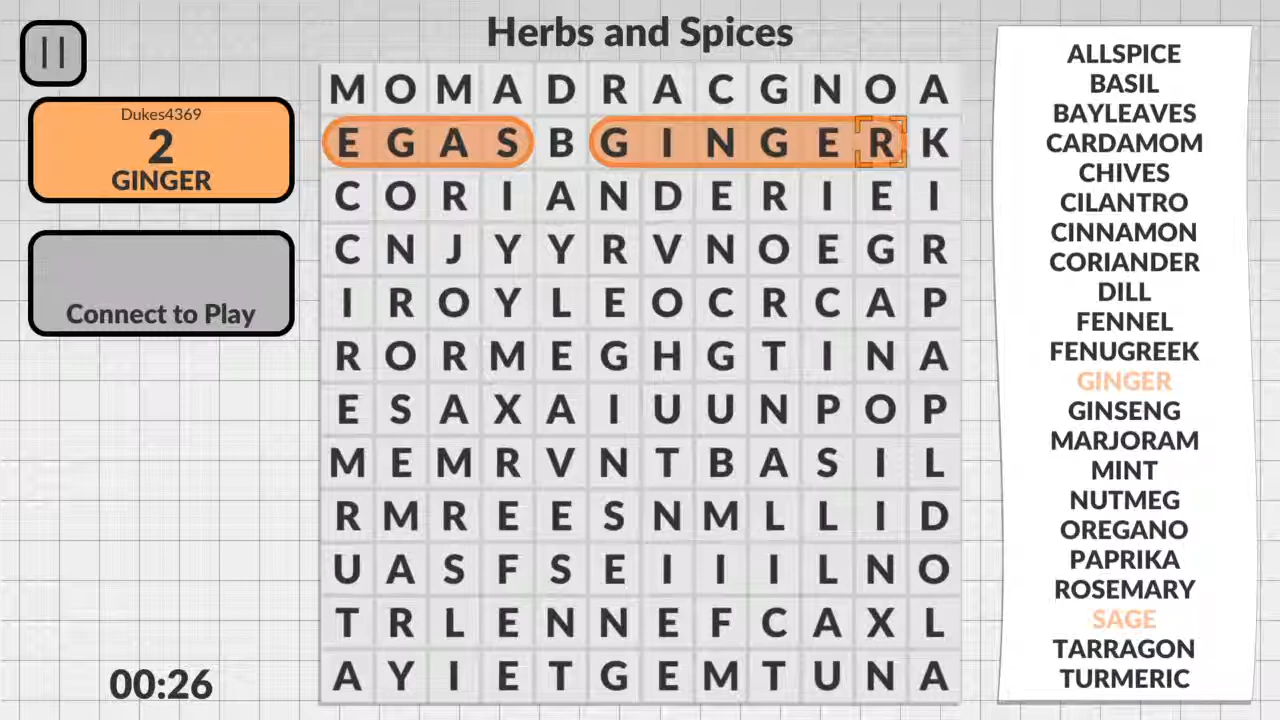 Herbs and Spices
Dukes4369
2
GINGER
Connect to Play
00:26
M O M A D R A C G N O A
E G A S B G I N G E R K
C O R I A N D E R I E I
C N J Y Y R V N O E G R
I R O Y L E O C R C A P
R O R M E G H G T I N A
E S A X A I U U N P O P
M E M R V N T B A S I L
R M R E E S N M L L I D
U A S F S E I I I L N O
T R L E N N E F C A X L
A Y I E T G E M T U N A
ALLSPICE
BASIL
BAYLEAVES
CARDAMOM
CHIVES
CILANTRO
CINNAMON
CORIANDER
DILL
FENNEL
FENUGREEK
GINGER
GINSENG
MARJORAM
MINT
NUTMEG
OREGANO
PAPRIKA
ROSEMARY
SAGE
TARRAGON
TURMERIC